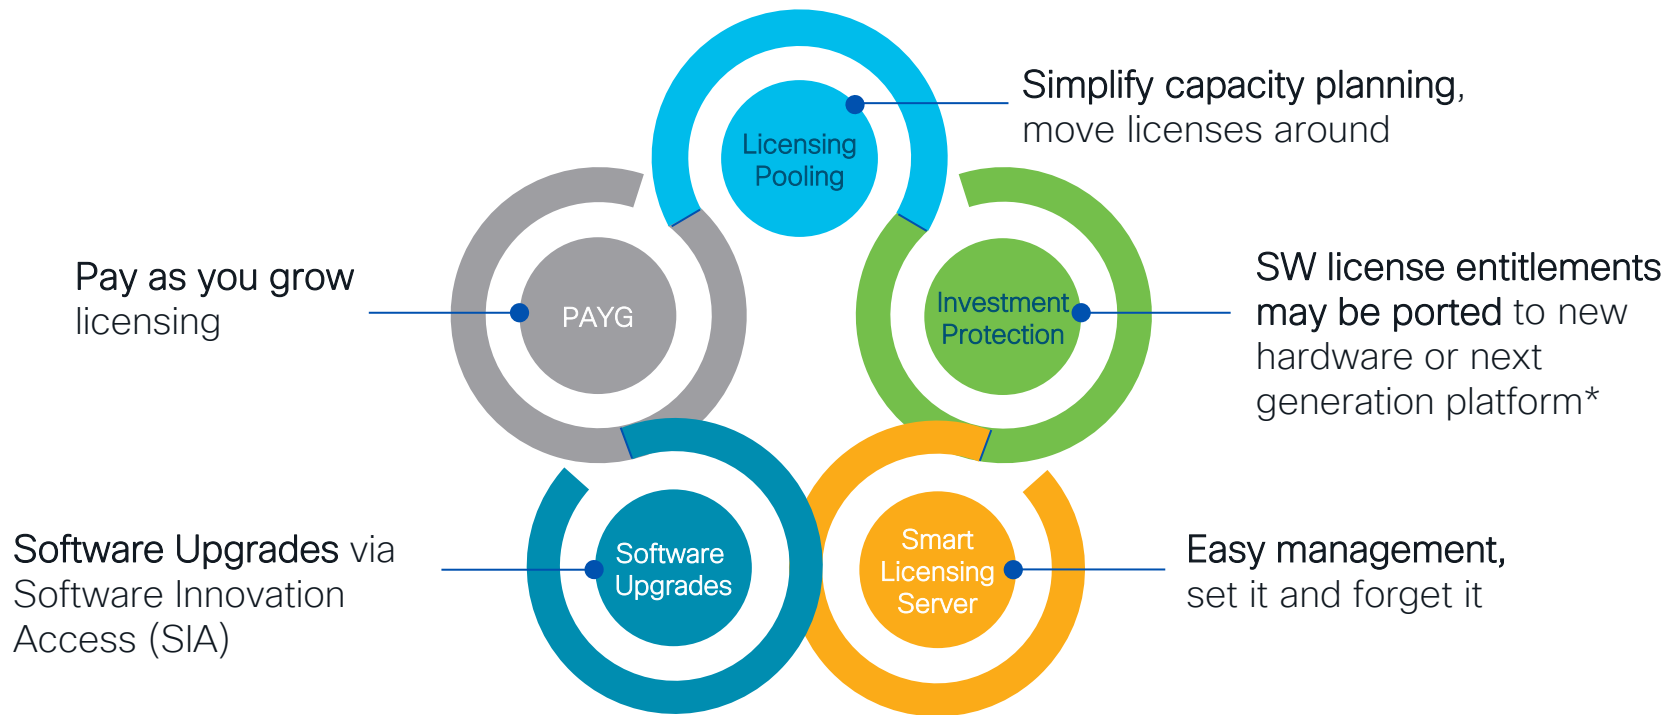 Simplify capacity planning,
move licenses around
Licensing
Pooling
Pay as you grow
licensing
PAYG
Investment
Protection
SW license entitlements
may be ported to new
hardware or next
generation platform*
Software Upgrades via
Software Innovation
Access (SIA)
Software
Upgrades
Smart
Licensing
Server
Easy management,
set it and forget it